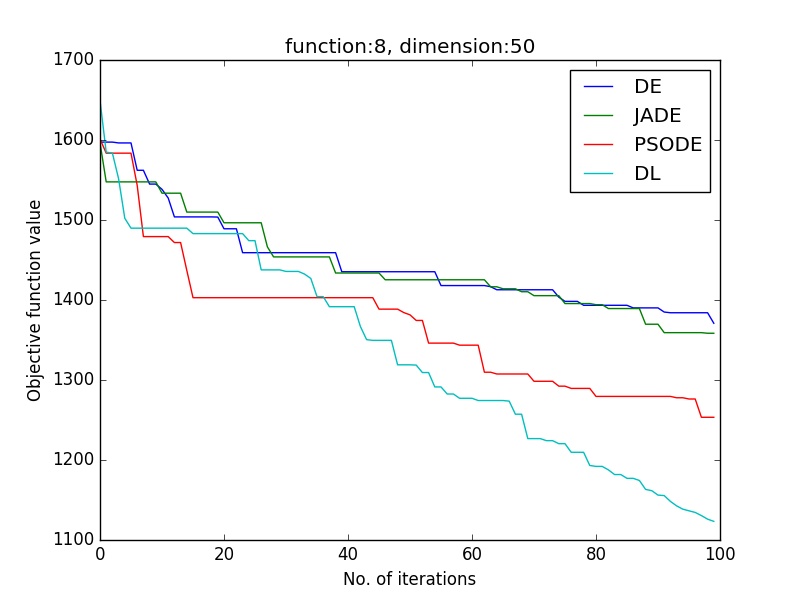 function:8, dimension:50
1700
1600
1500
1400
1300
1200
1100
Objective function value
DE
JADE
PSODE
DL
0
20
40
60
80
100
No. of iterations